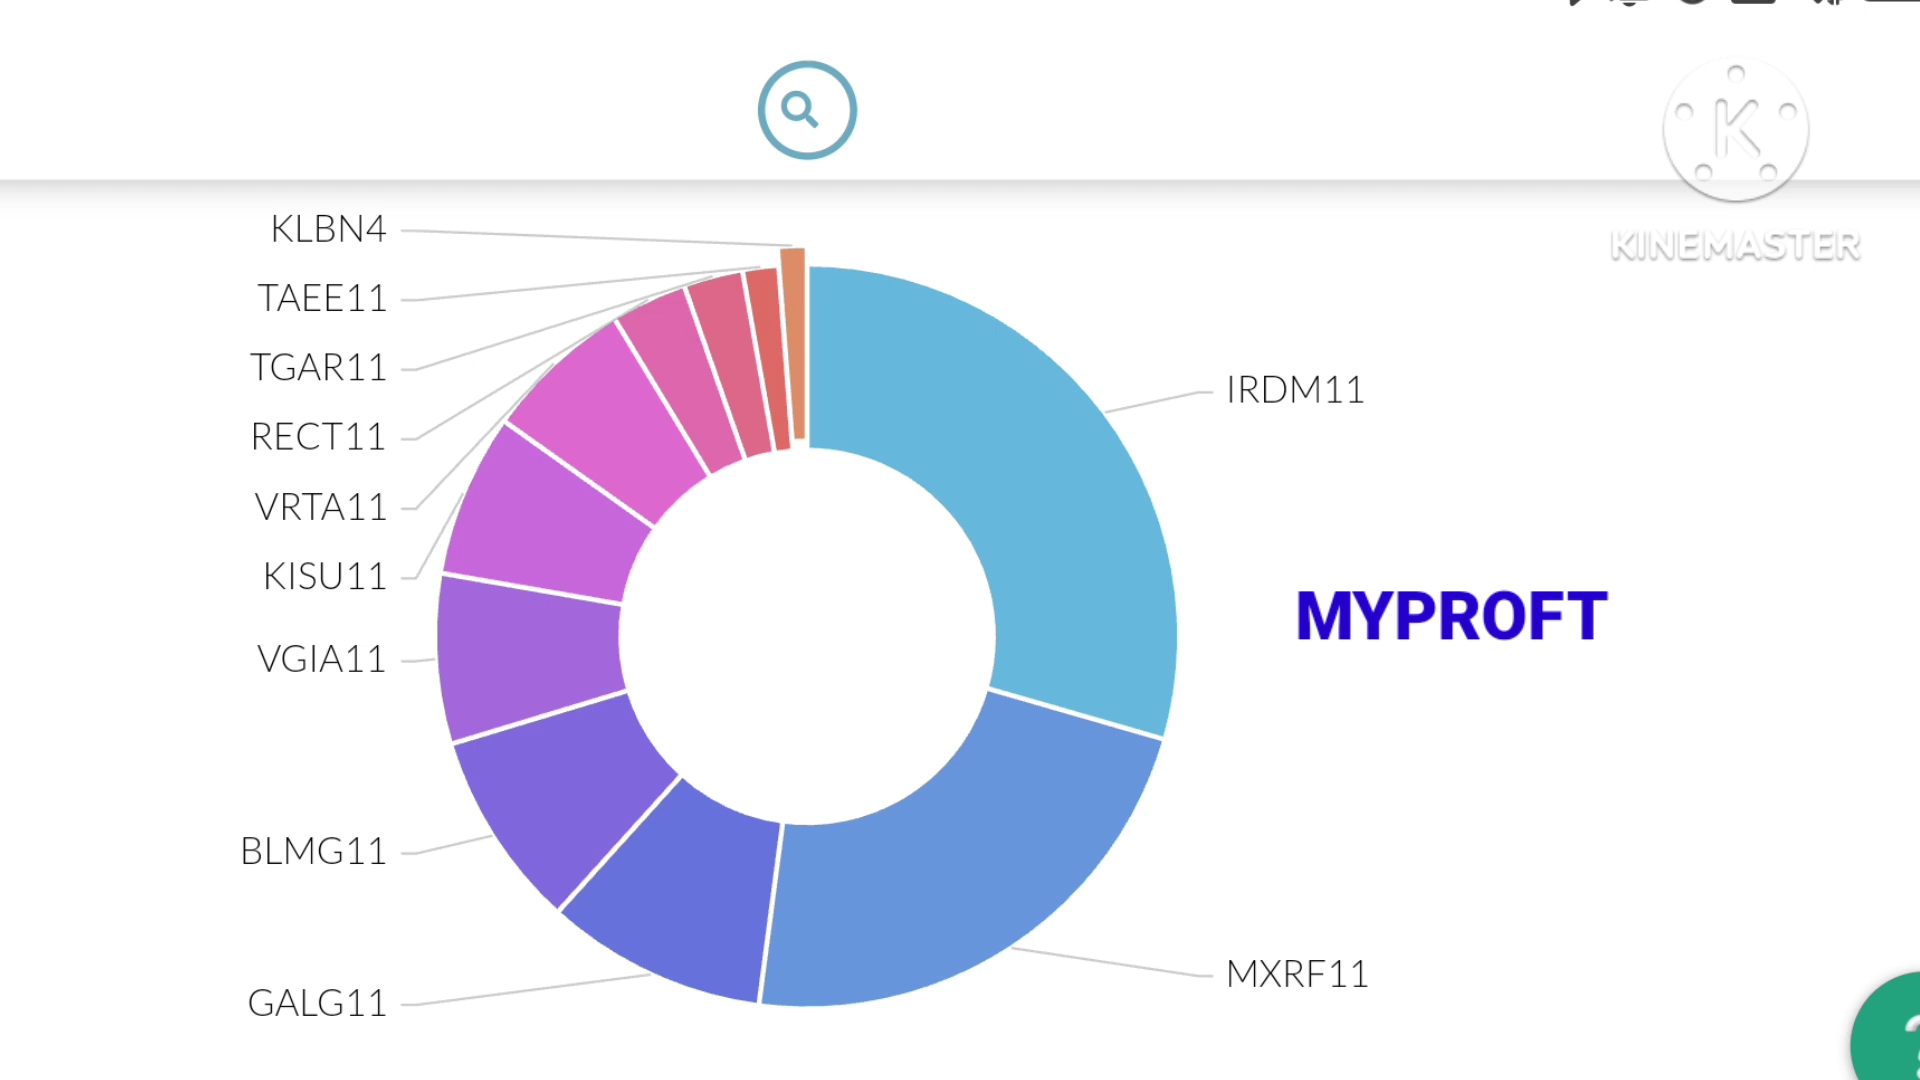 K
KINEMASTER
KLBN4
TAEE11
TGAR11
RECT11
VRTA11
KISU11
VGIA11
BLMG11
GALG11
IRDM11
MYPROFT
MXRF11
?